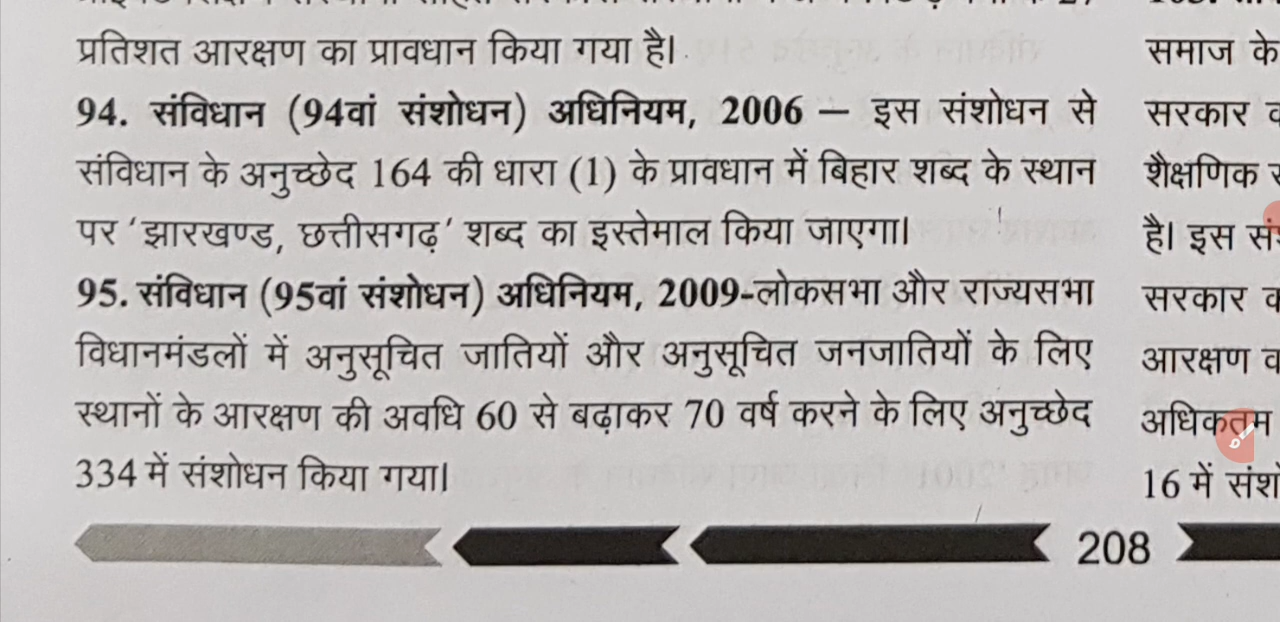 प्रतिशत आरक्षण का प्रावधान किया गया है।
94. संविधान (94वां संशोधन) अधिनियम, 2006 – इस संशोधन से
संविधान के अनुच्छेद 164 की धारा (1) के प्रावधान में बिहार शब्द के स्थान
पर ‘झारखण्ड, छत्तीसगढ़’ शब्द का इस्तेमाल किया जाएगा।
95. संविधान (95वां संशोधन) अधिनियम, 2009-लोकसभा और राज्यसभा
विधानमंडलों में अनुसूचित जातियों और अनुसूचित जनजातियों के लिए
स्थानों के आरक्षण की अवधि 60 से बढ़ाकर 70 वर्ष करने के लिए अनुच्छेद
334 में संशोधन किया गया।
समाज के
सरकार
शैक्षणिक
है। इस
सरकार
आरक्षण
अधिकतम
16 में
208